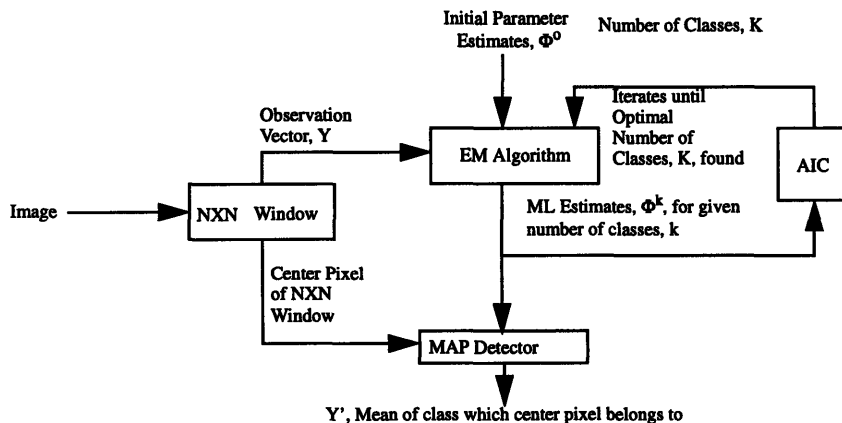 Initial Parameter
Estimates, Φ⁰
Number of Classes, K
Iterates until
Optimal
Number of
Classes, K, found
Observation
Vector, Y
EM Algorithm
AIC
Image
NXN Window
ML Estimates, Φᵏ, for given
number of classes, k
Center Pixel
of NXN
Window
MAP Detector
Y', Mean of class which center pixel belongs to